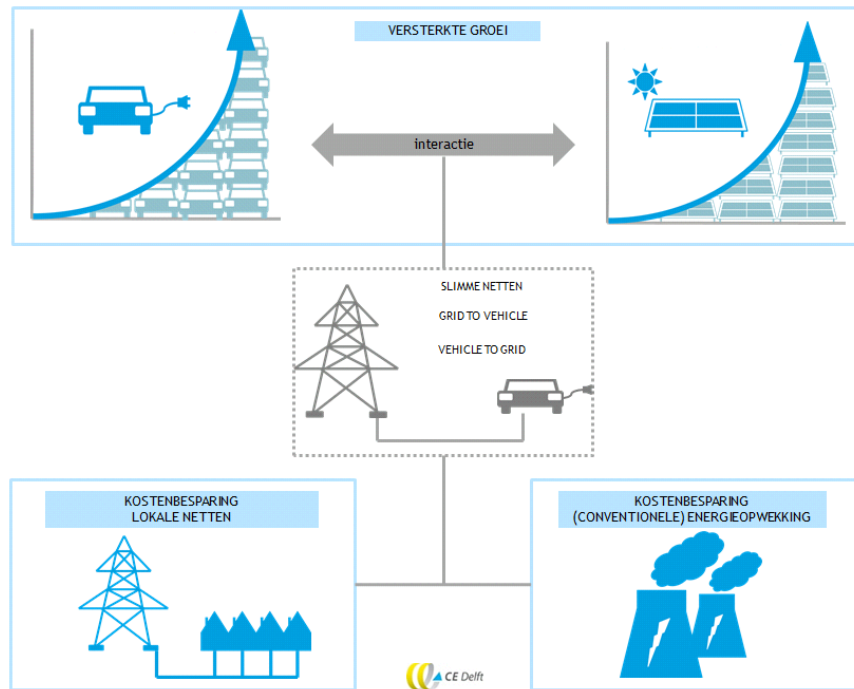 VERSTERKTE GROEI
interactie
SLIMME NETTEN
GRID TO VEHICLE
VEHICLE TO GRID
KOSTENBESPARING
LOKALE NETTEN
KOSTENBESPARING
(CONVENTIONELE) ENERGIEOPWEKKING
CE Delft